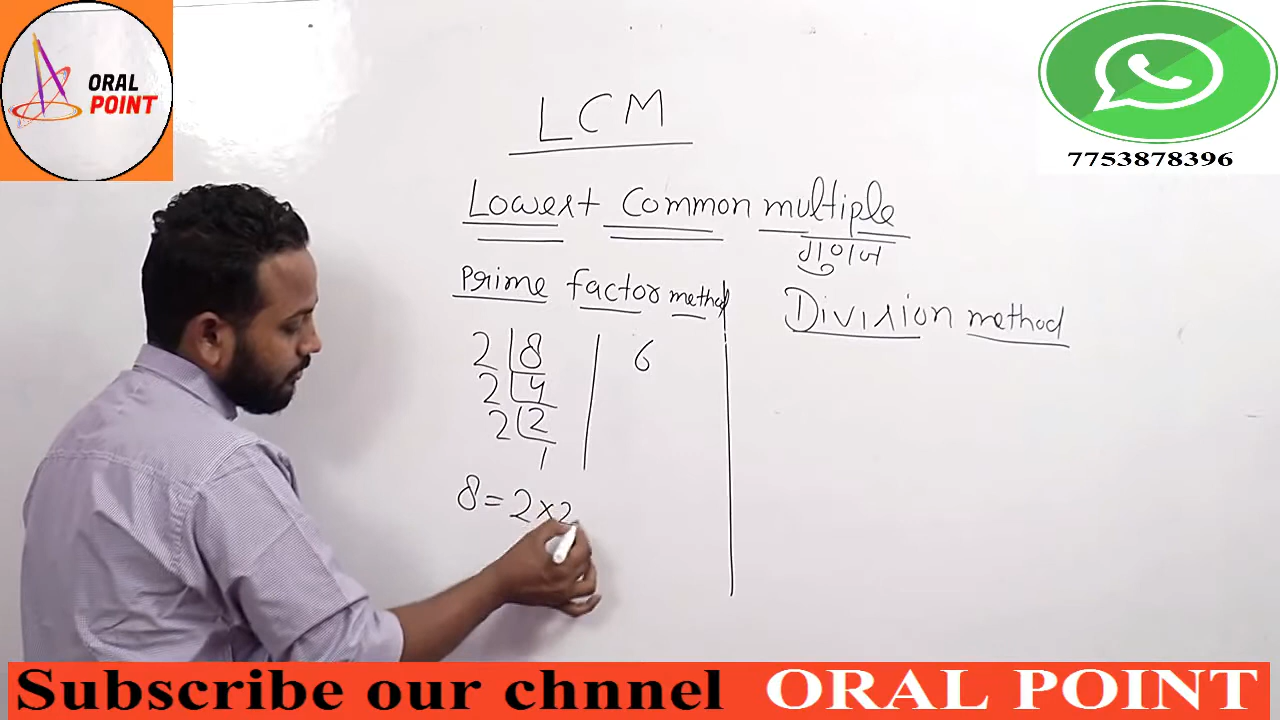 ORAL
POINT
7753878396
LCM
Lowest Common multiple
गुणज
Prime factor method
Division method
2 8 6
2 4
2 2
1
8 = 2 × 2
Subscribe our chnnel ORAL POINT